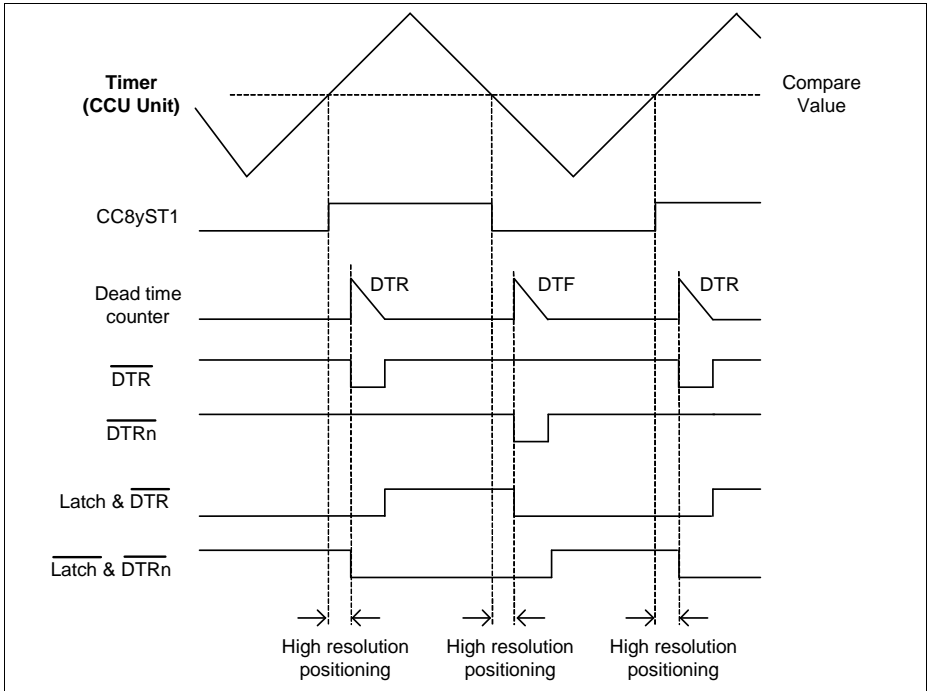 Timer
(CCU Unit)
Compare
Value
CC8yST1
Dead time
counter
DTR
DTF
DTR
DTR
DTRn
Latch & DTR
Latch & DTRn
High resolution
positioning
High resolution
positioning
High resolution
positioning